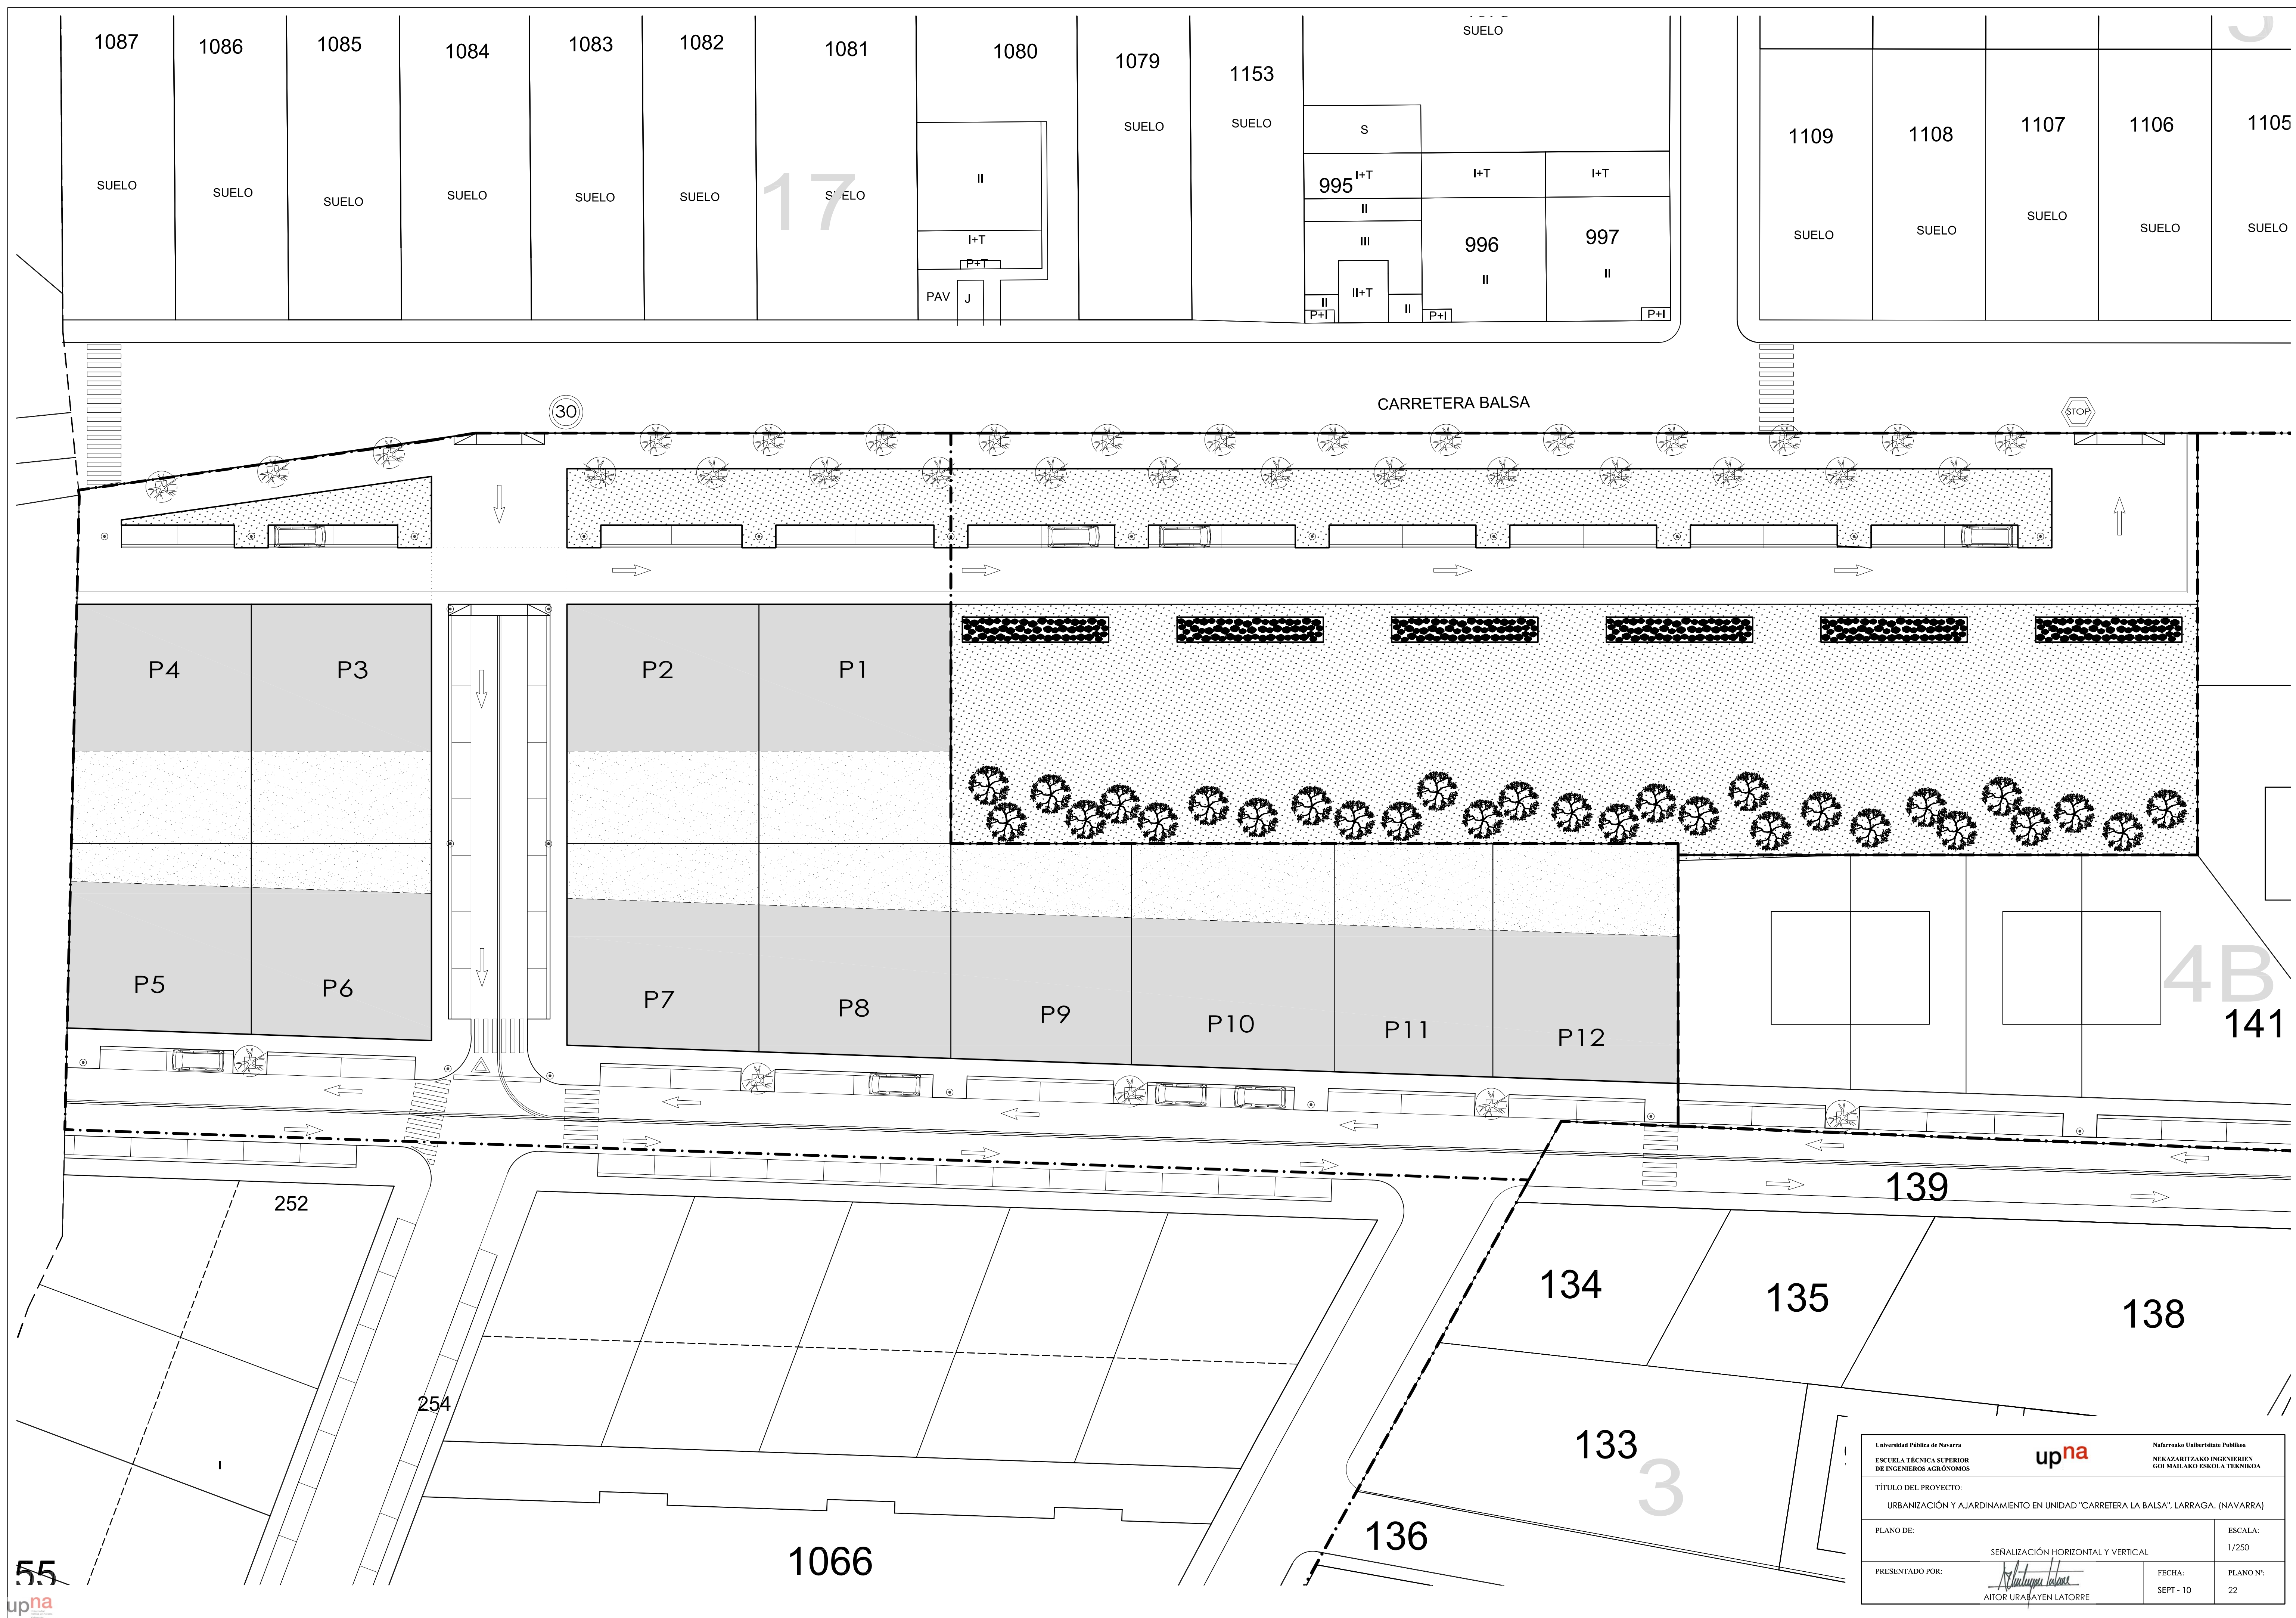 1087 1086 1085 1084 1083 1082 1081 1080 1079 1153
SUELO
SUELO SUELO
1109 1108 1107 1106 1105
SUELO SUELO SUELO SUELO SUELO SUELO SUELO
17
II
I+T
P+T
PAV J
S
995 I+T I+T I+T
II
III 996 997
II II
II II+T II
P+I P+I P+I
SUELO SUELO SUELO SUELO SUELO
30
CARRETERA BALSA
STOP
P4 P3 P2 P1
P5 P6 P7 P8 P9 P10 P11 P12
4B
141
139
252
254
I
134 135 138
133
3
136
1066
55
upna
Universidad Pública de Navarra
ESCUELA TÉCNICA SUPERIOR
DE INGENIEROS AGRÓNOMOS
upna
Nafarroako Unibertsitate Publikoa
NEKAZARITZAKO INGENIERIEN
GOI MAILAKO ESKOLA TEKNIKOA
TÍTULO DEL PROYECTO:
URBANIZACIÓN Y AJARDINAMIENTO EN UNIDAD "CARRETERA LA BALSA", LARRAGA. (NAVARRA)
PLANO DE:
SEÑALIZACIÓN HORIZONTAL Y VERTICAL
ESCALA:
1/250
PRESENTADO POR:
AITOR URABAYEN LATORRE
FECHA:
SEPT - 10
PLANO Nº:
22